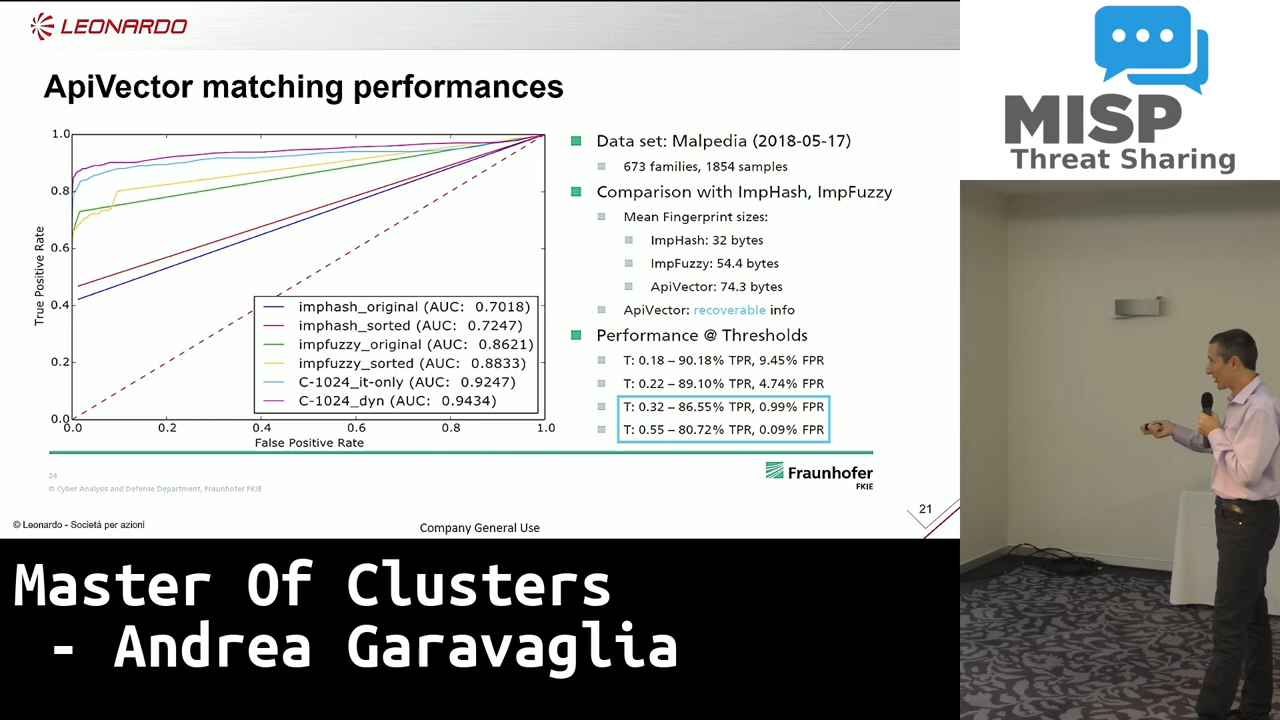 LEONARDO
ApiVector matching performances
1.0
0.8
0.6
0.4
0.2
0.0
True Positive Rate
0.0 0.2 0.4 0.6 0.8 1.0
False Positive Rate
imphash_original (AUC: 0.7018)
imphash_sorted (AUC: 0.7247)
impfuzzy_original (AUC: 0.8621)
impfuzzy_sorted (AUC: 0.8833)
C-1024_it-only (AUC: 0.9247)
C-1024_dyn (AUC: 0.9434)
Data set: Malpedia (2018-05-17)
673 families, 1854 samples
Comparison with ImpHash, ImpFuzzy
Mean Fingerprint sizes:
ImpHash: 32 bytes
ImpFuzzy: 54.4 bytes
ApiVector: 74.3 bytes
ApiVector: recoverable info
Performance @ Thresholds
T: 0.18 – 90.18% TPR, 9.45% FPR
T: 0.22 – 89.10% TPR, 4.74% FPR
T: 0.32 – 86.55% TPR, 0.99% FPR
T: 0.55 – 80.72% TPR, 0.09% FPR
24
© Cyber Analysis and Defense Department, Fraunhofer FKIE
Fraunhofer
FKIE
21
© Leonardo - Società per azioni
Company General Use
MISP
Threat Sharing
Master Of Clusters
- Andrea Garavaglia